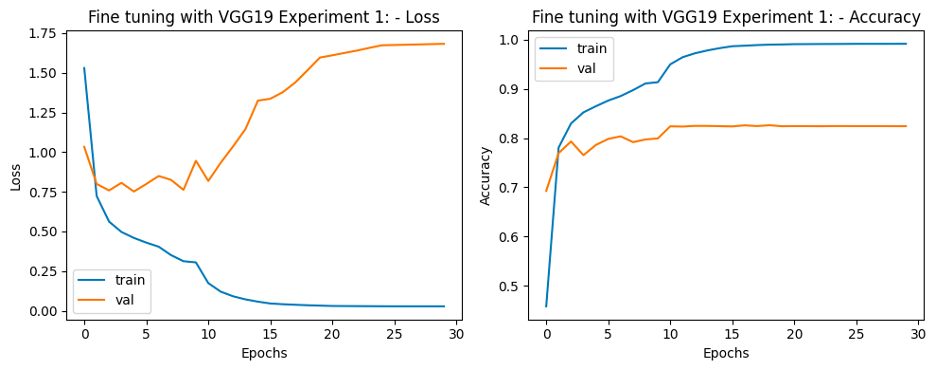 Fine tuning with VGG19 Experiment 1: - Loss
1.75
1.50
1.25
1.00
0.75
0.50
0.25
0.00
Loss
train
val
0 5 10 15 20 25 30
Epochs
Fine tuning with VGG19 Experiment 1: - Accuracy
1.0
0.9
0.8
0.7
0.6
0.5
Accuracy
train
val
0 5 10 15 20 25 30
Epochs